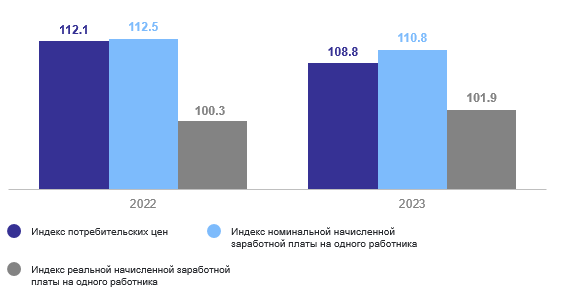 112.1
112.5
100.3
108.8
110.8
101.9
2022
2023
Индекс потребительских цен
Индекс номинальной начисленной
заработной платы на одного работника
Индекс реальной начисленной заработной
платы на одного работника